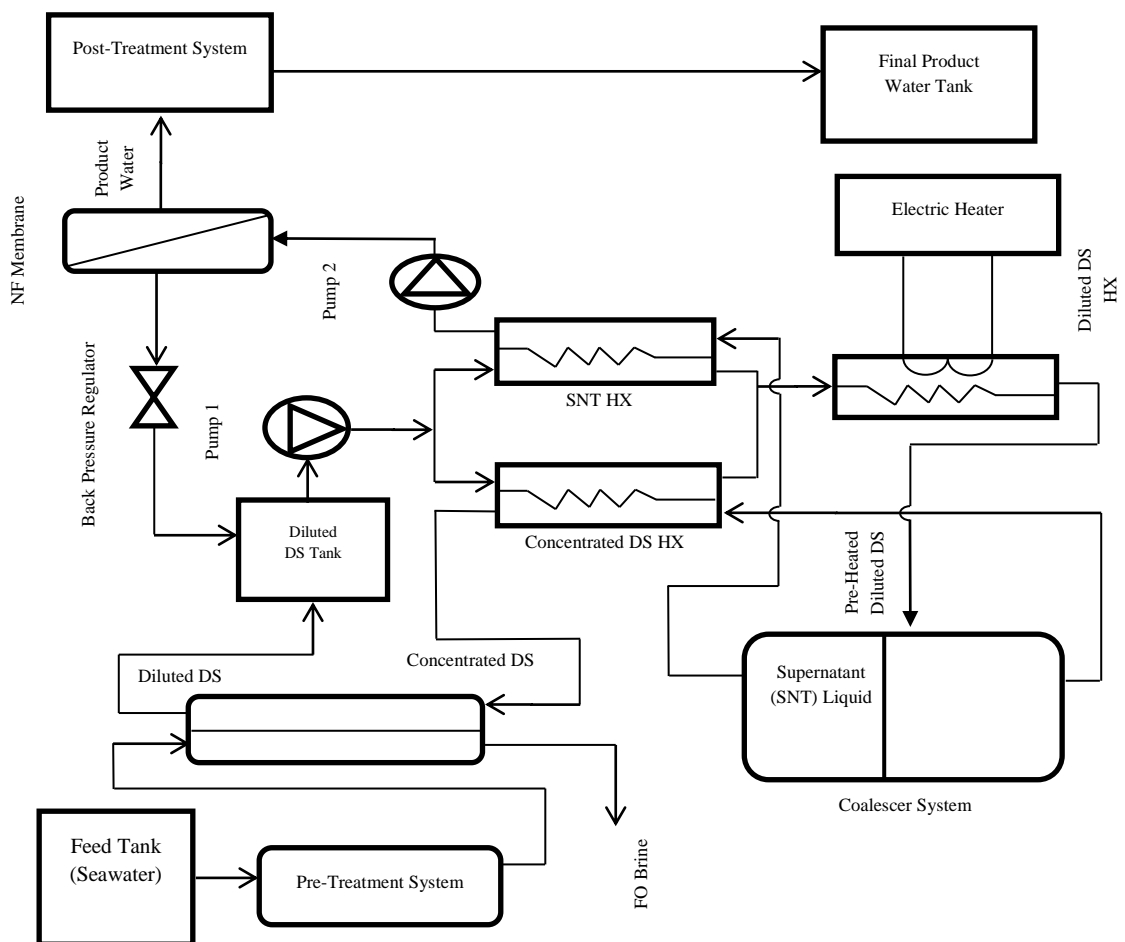 Post-Treatment System
Final Product
Water Tank
Product
Water
Electric Heater
NF Membrane
Pump 2
Diluted DS
HX
Back Pressure Regulator
Pump 1
SNT HX
Diluted
DS Tank
Concentrated DS HX
Pre-Heated
Diluted DS
Diluted DS
Concentrated DS
Supernatant
(SNT) Liquid
Coalescer System
Feed Tank
(Seawater)
Pre-Treatment System
FO Brine